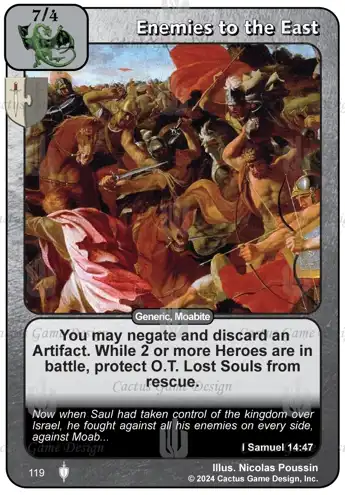 7/4
Enemies to the East
Generic, Moabite
You may negate and discard an
Artifact. While 2 or more Heroes are in
battle, protect O.T. Lost Souls from
rescue.
Cactus Game Design
Now when Saul had taken control of the kingdom over
Israel, he fought against all his enemies on every side,
against Moab...
I Samuel 14:47
Illus. Nicolas Poussin
119
© 2024 Cactus Game Design, Inc.